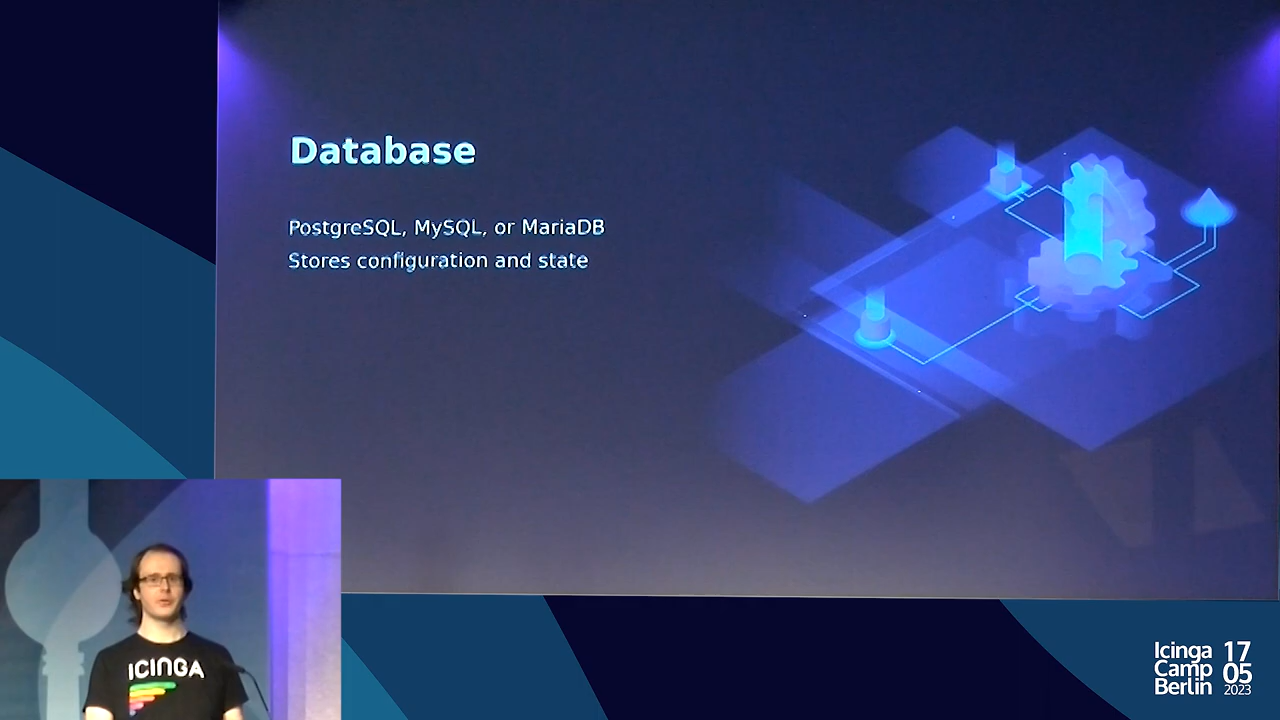 Database
PostgreSQL, MySQL, or MariaDB
Stores configuration and state
ICINGA
Icinga 17
Camp 05
Berlin 2023